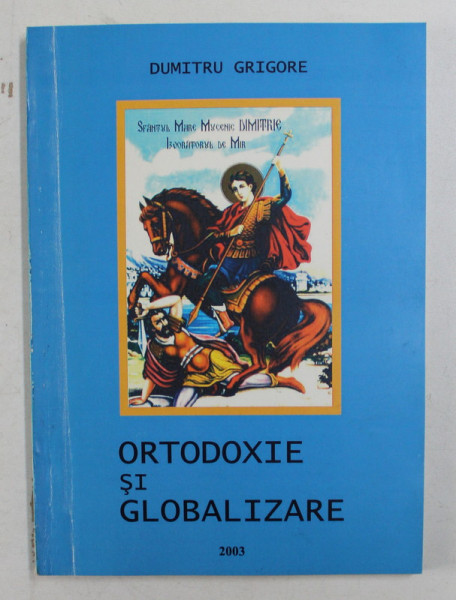 DUMITRU GRIGORE
Sfântul Mare Mucenic DIMITRIE
Izvorâtorul de Mir
ORTODOXIE
ŞI
GLOBALIZARE
2003